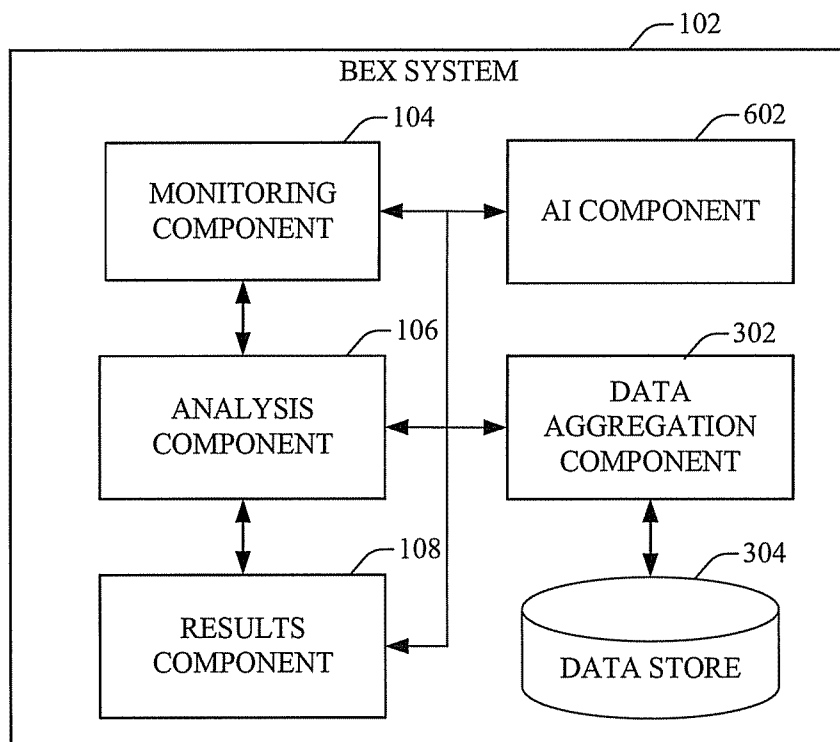 102
BEX SYSTEM
104
MONITORING
COMPONENT
602
AI COMPONENT
106
ANALYSIS
COMPONENT
302
DATA
AGGREGATION
COMPONENT
108
RESULTS
COMPONENT
304
DATA STORE